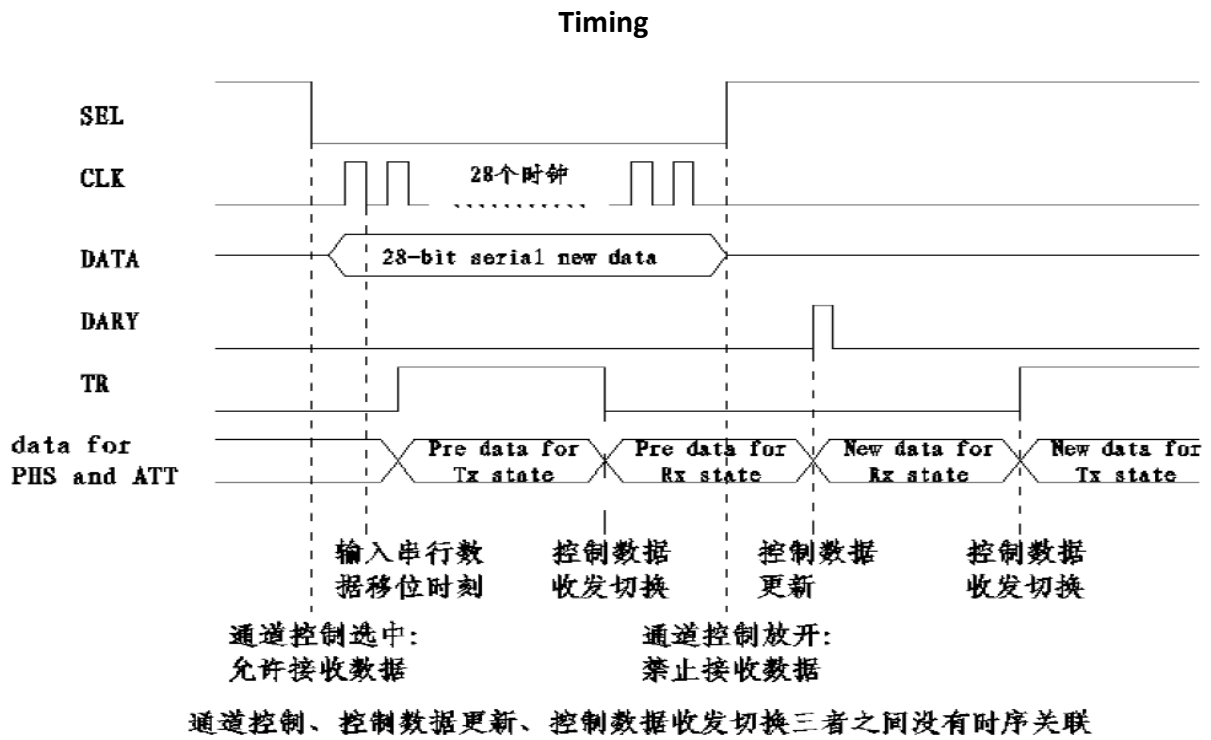 Timing
SEL
CLK
28个时钟
DATA
28-bit serial new data
DARY
TR
data for
PHS and ATT
Pre data for
Tx state
Pre data for
Rx state
New data for
Rx state
New data for
Tx state
输入串行数
据移位时刻
控制数据
收发切换
控制数据
更新
控制数据
收发切换
通道控制选中:
允许接收数据
通道控制放开:
禁止接收数据
通道控制、控制数据更新、控制数据收发切换三者之间没有时序关联